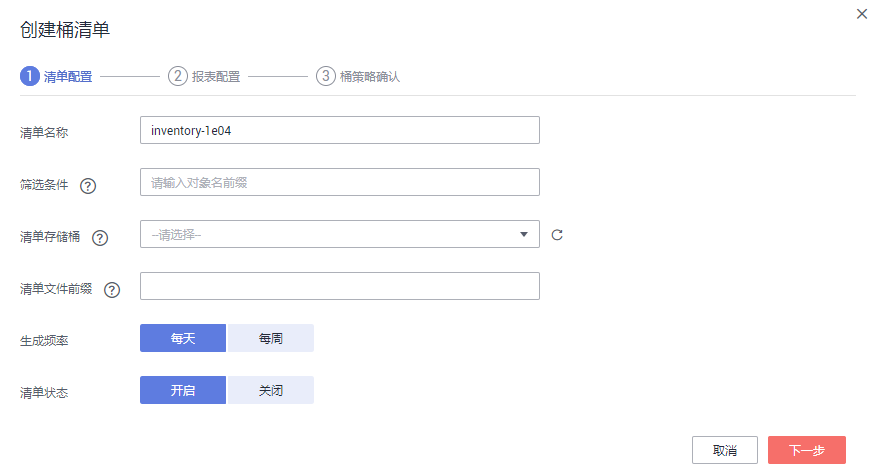 创建桶清单
1 清单配置 2 报表配置 3 桶策略确认
清单名称 inventory-1e04
筛选条件 ? 请输入对象名前缀
清单存储桶 ? --请选择--
清单文件前缀 ?
生成频率 每天 每周
清单状态 开启 关闭
取消 下一步